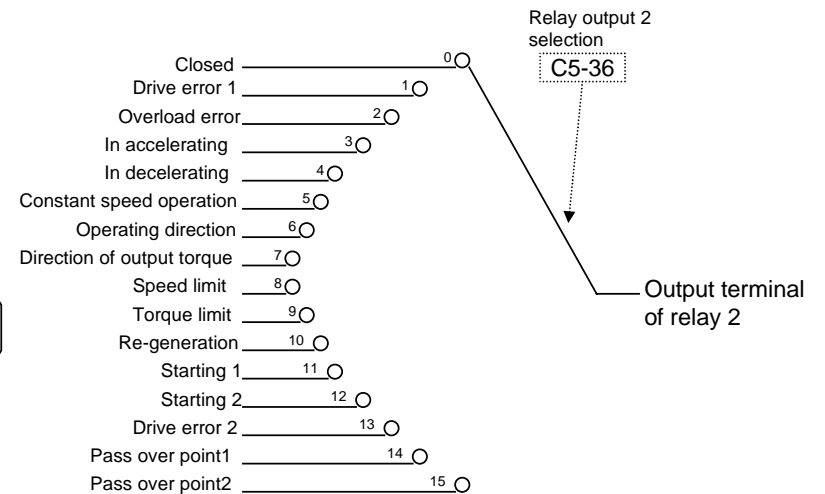 Relay output 2
selection
C5-36
Closed 0
Drive error 1 1
Overload error 2
In accelerating 3
In decelerating 4
Constant speed operation 5
Operating direction 6
Direction of output torque 7
Speed limit 8
Torque limit 9
Re-generation 10
Starting 1 11
Starting 2 12
Drive error 2 13
Pass over point1 14
Pass over point2 15
Output terminal
of relay 2